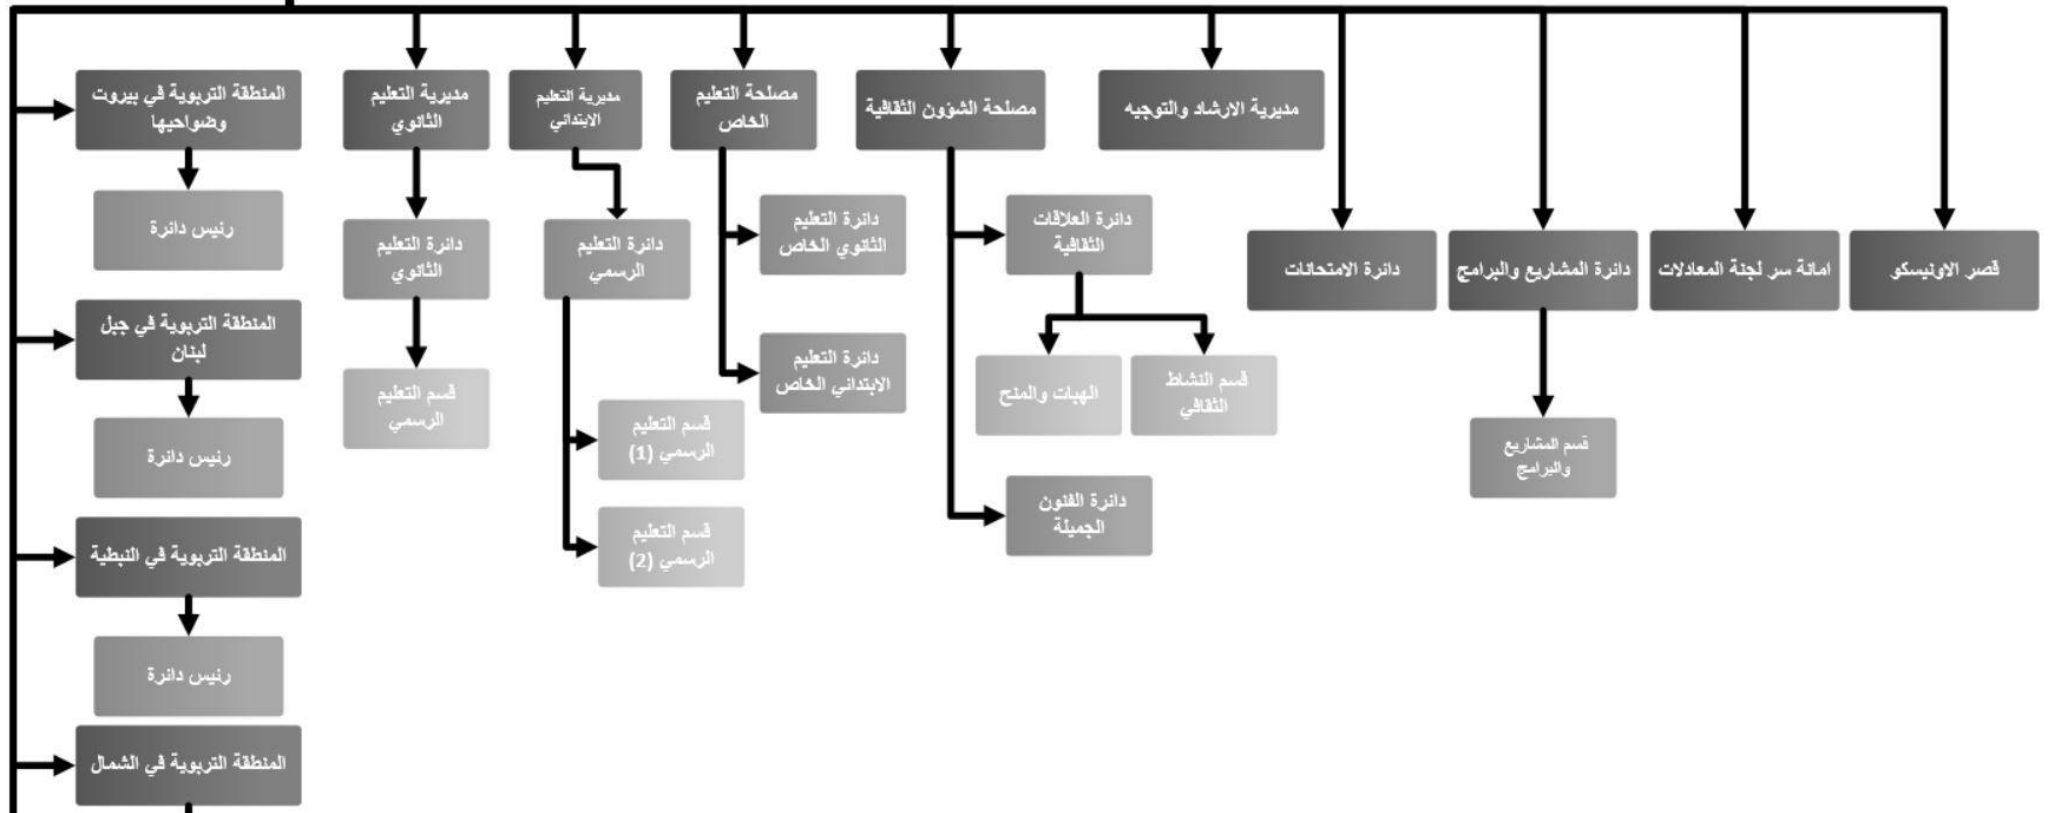 المنطقة التربوية في بيروت
وضواحيها
رئيس دائرة
المنطقة التربوية في جبل
لبنان
رئيس دائرة
المنطقة التربوية في النبطية
رئيس دائرة
المنطقة التربوية في الشمال
مديرية التعليم
الثانوي
دائرة التعليم
الثانوي
قسم التعليم
الرسمي
مديرية التعليم
الابتدائي
دائرة التعليم
الرسمي
قسم التعليم
الرسمي (1)
قسم التعليم
الرسمي (2)
مصلحة التعليم
الخاص
دائرة التعليم
الثانوي الخاص
دائرة التعليم
الابتدائي الخاص
مصلحة الشؤون الثقافية
دائرة العلاقات
الثقافية
الهبات والمنح
قسم النشاط
الثقافي
دائرة الفنون
الجميلة
مديرية الارشاد والتوجيه
دائرة الامتحانات
دائرة المشاريع والبرامج
قسم المشاريع
والبرامج
امانة سر لجنة المعادلات
قصر الاونيسكو